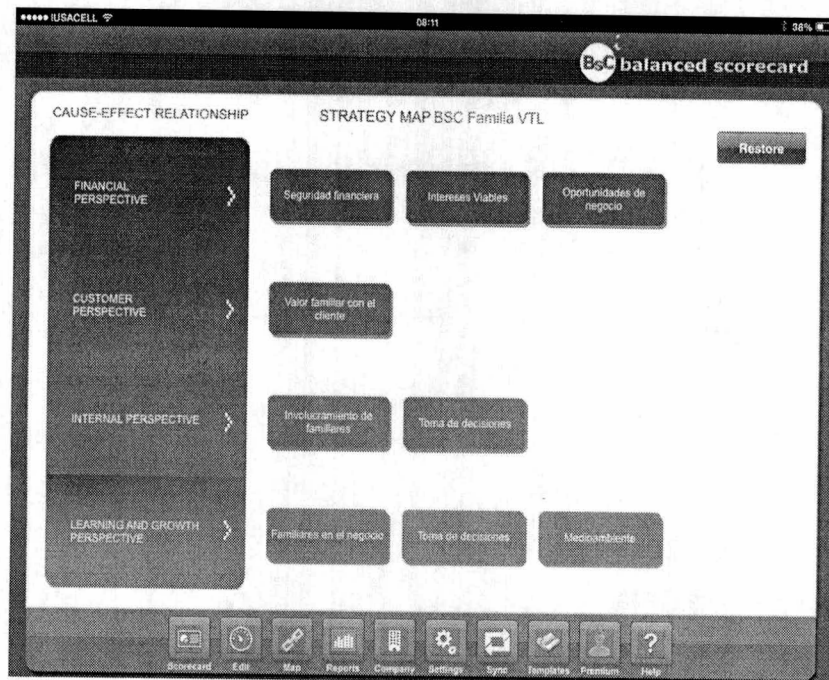 IUSACELL
08:11
38%
BSC balanced scorecard
CAUSE-EFFECT RELATIONSHIP
STRATEGY MAP BSC Familia VTL
Restore
FINANCIAL
PERSPECTIVE
Seguridad financiera
Intereses Viables
Oportunidades de
negocio
CUSTOMER
PERSPECTIVE
Valor familiar con el
cliente
INTERNAL PERSPECTIVE
Involucramiento de
familiares
Toma de decisiones
LEARNING AND GROWTH
PERSPECTIVE
Familiares en el negocio
Toma de decisiones
Medioambiente
Scorecard
Edit
Map
Reports
Company
Settings
Sync
Templates
Premium
Help